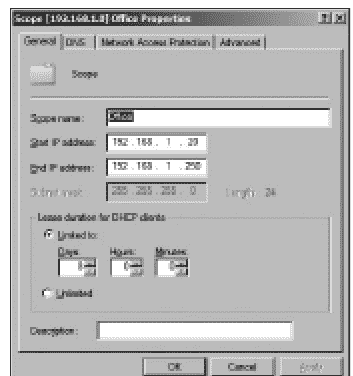 Scope [192.168.1.0] Office Properties
General DNS Network Access Protection Advanced
Scope
Scope name: Office
Start IP address: 192 . 168 . 1 . 20
End IP address: 192 . 168 . 1 . 250
Subnet mask: 255 . 255 . 255 . 0 Length: 24
Lease duration for DHCP clients
Limited to:
Days: Hours: Minutes:
8 0 0
Unlimited
Description:
OK Cancel Apply